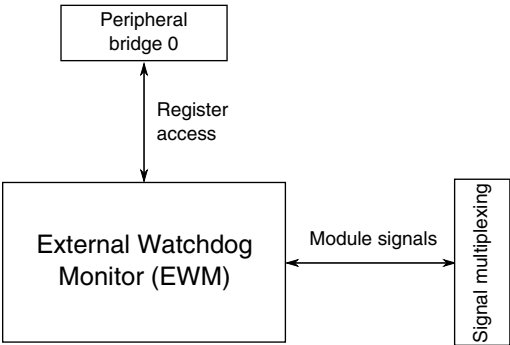 Peripheral
bridge 0
Register
access
External Watchdog
Monitor (EWM)
Module signals
Signal multiplexing